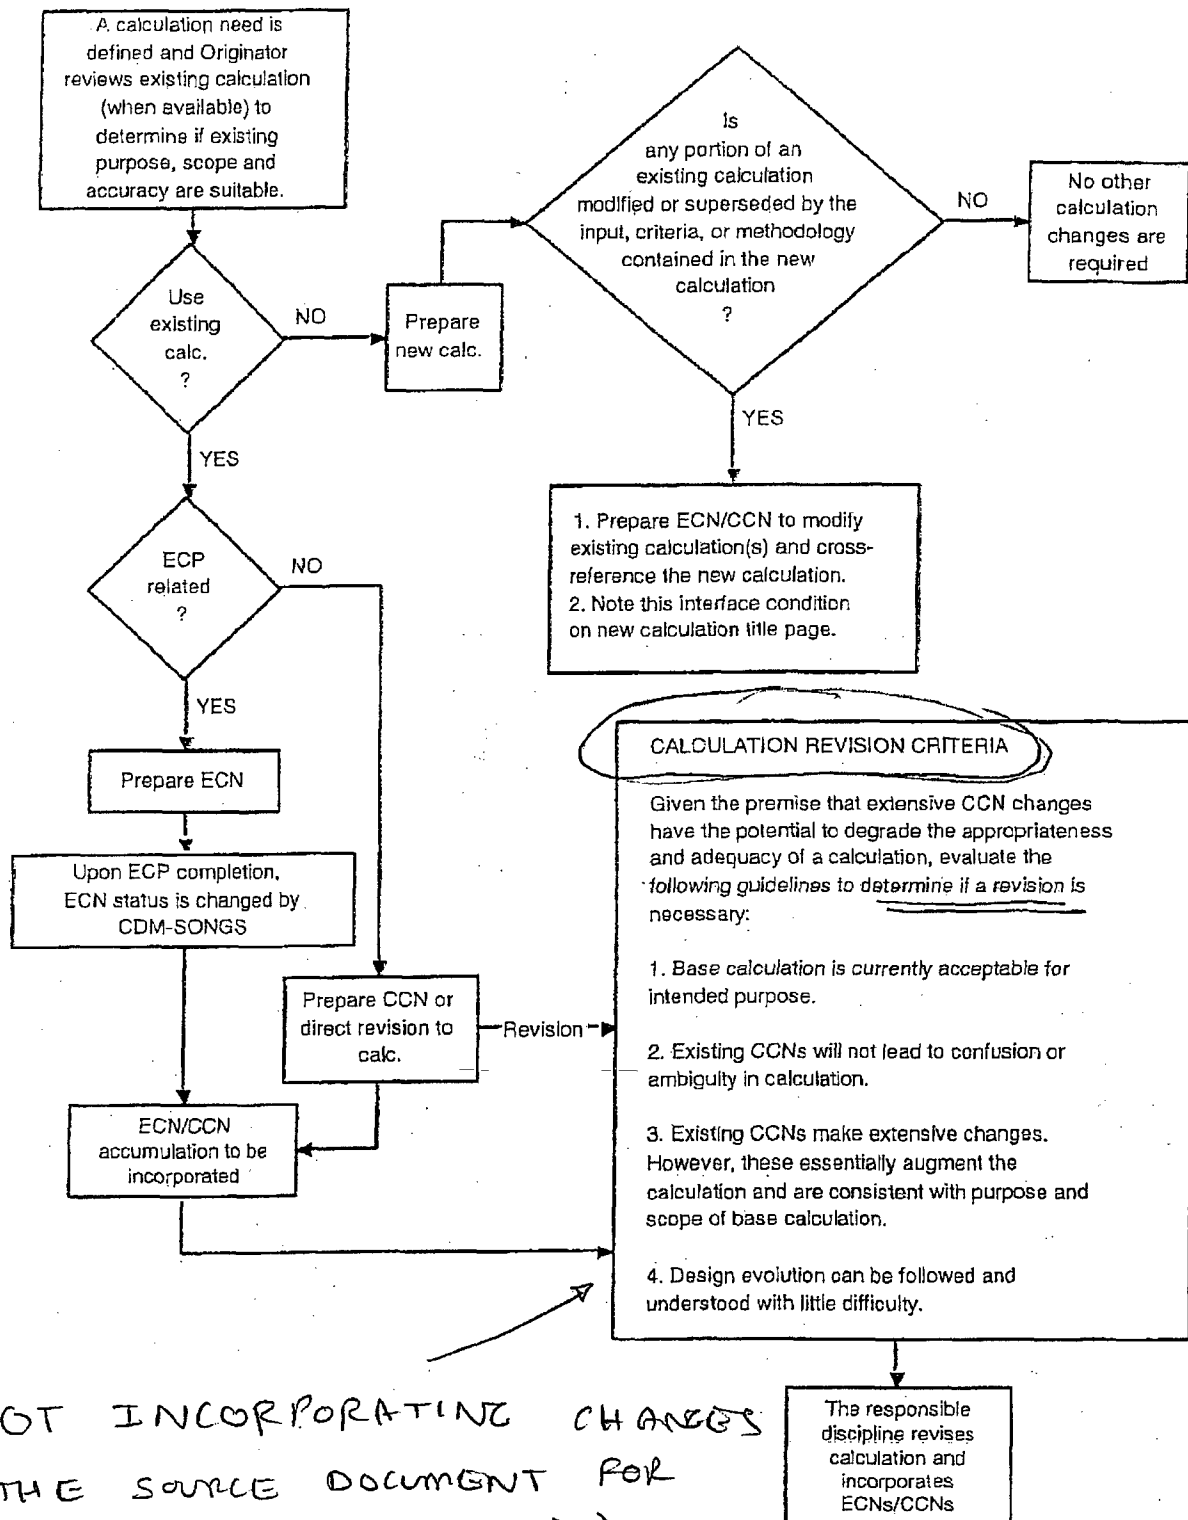 A calculation need is
defined and Originator
reviews existing calculation
(when available) to
determine if existing
purpose, scope and
accuracy are suitable.
Use
existing
calc.
?
NO
Prepare
new calc.
Is
any portion of an
existing calculation
modified or superseded by the
input, criteria, or methodology
contained in the new
calculation
?
NO
No other
calculation
changes are
required
YES
1. Prepare ECN/CCN to modify
existing calculation(s) and cross-
reference the new calculation.
2. Note this interface condition
on new calculation title page.
YES
ECP
related
?
NO
YES
Prepare ECN
Upon ECP completion,
ECN status is changed by
CDM-SONGS
Prepare CCN or
direct revision to
calc.
Revision
ECN/CCN
accumulation to be
incorporated
CALCULATION REVISION CRITERIA
Given the premise that extensive CCN changes
have the potential to degrade the appropriateness
and adequacy of a calculation, evaluate the
following guidelines to determine if a revision is
necessary:
1. Base calculation is currently acceptable for
intended purpose.
2. Existing CCNs will not lead to confusion or
ambiguity in calculation.
3. Existing CCNs make extensive changes.
However, these essentially augment the
calculation and are consistent with purpose and
scope of base calculation.
4. Design evolution can be followed and
understood with little difficulty.
The responsible
discipline revises
calculation and
incorporates
ECNs/CCNs
INCORPORATING CHANGES
SOURCE DOCUMENT FOR